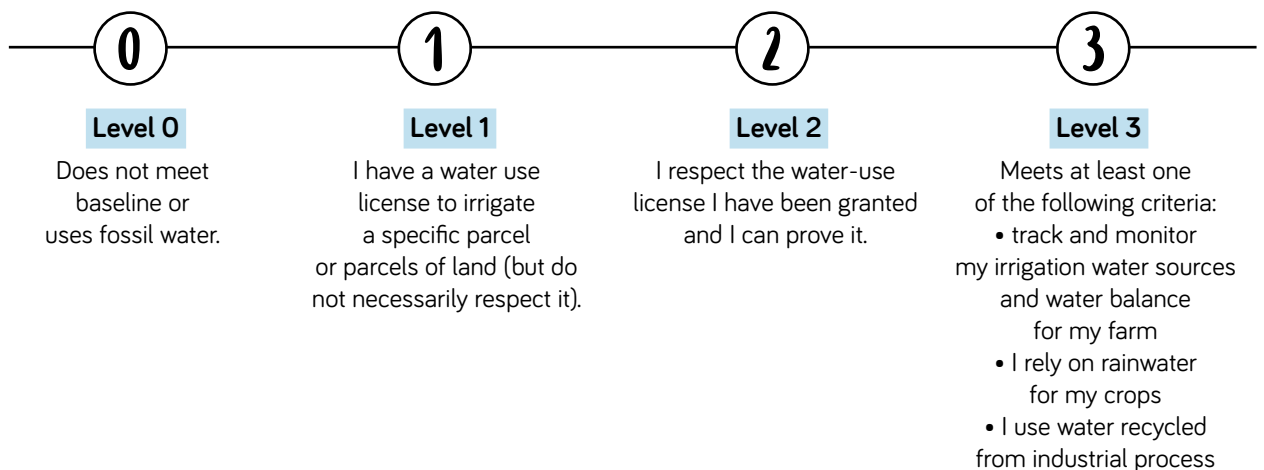 0
1
2
3
Level 0
Does not meet
baseline or
uses fossil water.
Level 1
I have a water use
license to irrigate
a specific parcel
or parcels of land (but do
not necessarily respect it).
Level 2
I respect the water-use
license I have been granted
and I can prove it.
Level 3
Meets at least one
of the following criteria:
• track and monitor
my irrigation water sources
and water balance
for my farm
• I rely on rainwater
for my crops
• I use water recycled
from industrial process